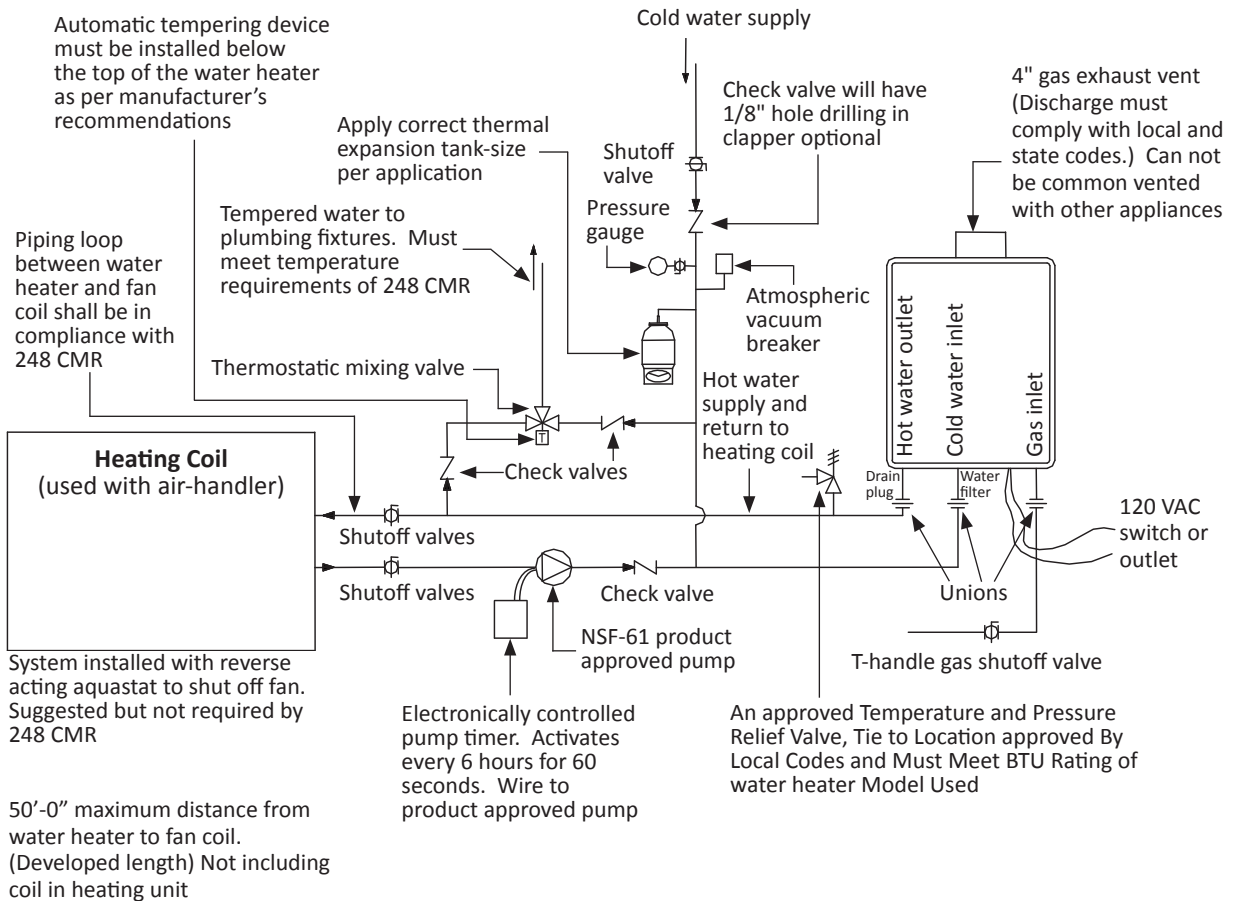 Automatic tempering device
must be installed below
the top of the water heater
as per manufacturer's
recommendations
Cold water supply
Check valve will have
1/8" hole drilling in
clapper optional
4" gas exhaust vent
(Discharge must
comply with local and
state codes.) Can not
be common vented
with other appliances
Apply correct thermal
expansion tank-size
per application
Shutoff
valve
Pressure
gauge
Tempered water to
plumbing fixtures. Must
meet temperature
requirements of 248 CMR
Piping loop
between water
heater and fan
coil shall be in
compliance with
248 CMR
Atmospheric
vacuum
breaker
Thermostatic mixing valve
Hot water
supply and
return to
heating coil
Hot water outlet
Cold water inlet
Gas inlet
T
Heating Coil
(used with air-handler)
Check valves
Drain
plug
Water
filter
120 VAC
switch or
outlet
Shutoff valves
Shutoff valves
Check valve
Unions
NSF-61 product
approved pump
T-handle gas shutoff valve
System installed with reverse
acting aquastat to shut off fan.
Suggested but not required by
248 CMR
Electronically controlled
pump timer. Activates
every 6 hours for 60
seconds. Wire to
product approved pump
An approved Temperature and Pressure
Relief Valve, Tie to Location approved By
Local Codes and Must Meet BTU Rating of
water heater Model Used
50'-0” maximum distance from
water heater to fan coil.
(Developed length) Not including
coil in heating unit